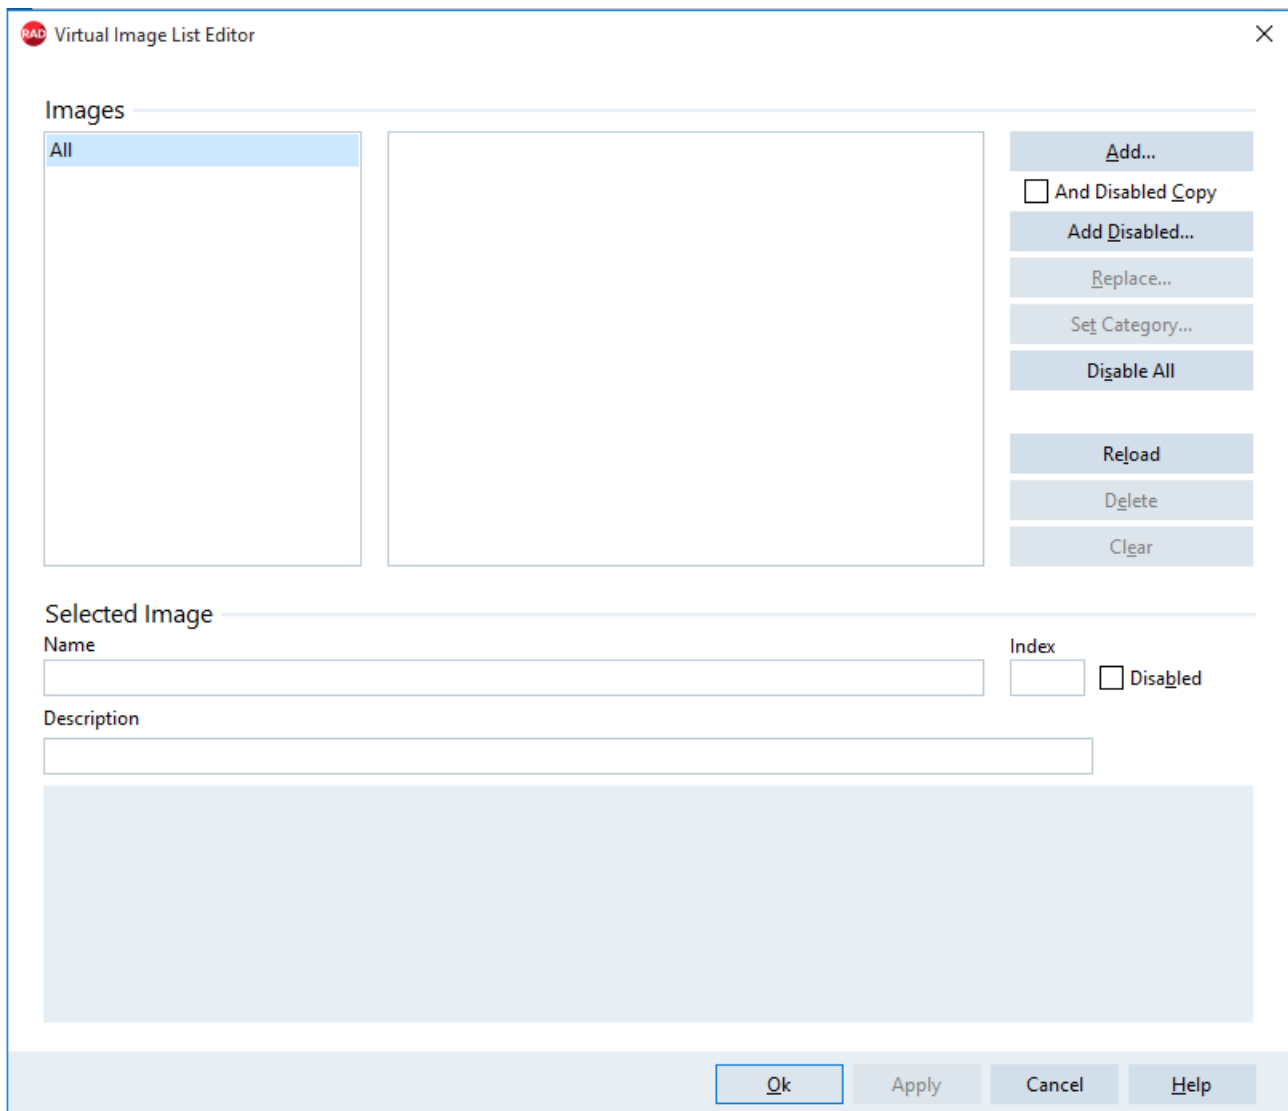 RAD Virtual Image List Editor
Images
All
Add...
And Disabled Copy
Add Disabled...
Replace...
Set Category...
Disable All
Reload
Delete
Clear
Selected Image
Name
Index
Disabled
Description
Ok Apply Cancel Help